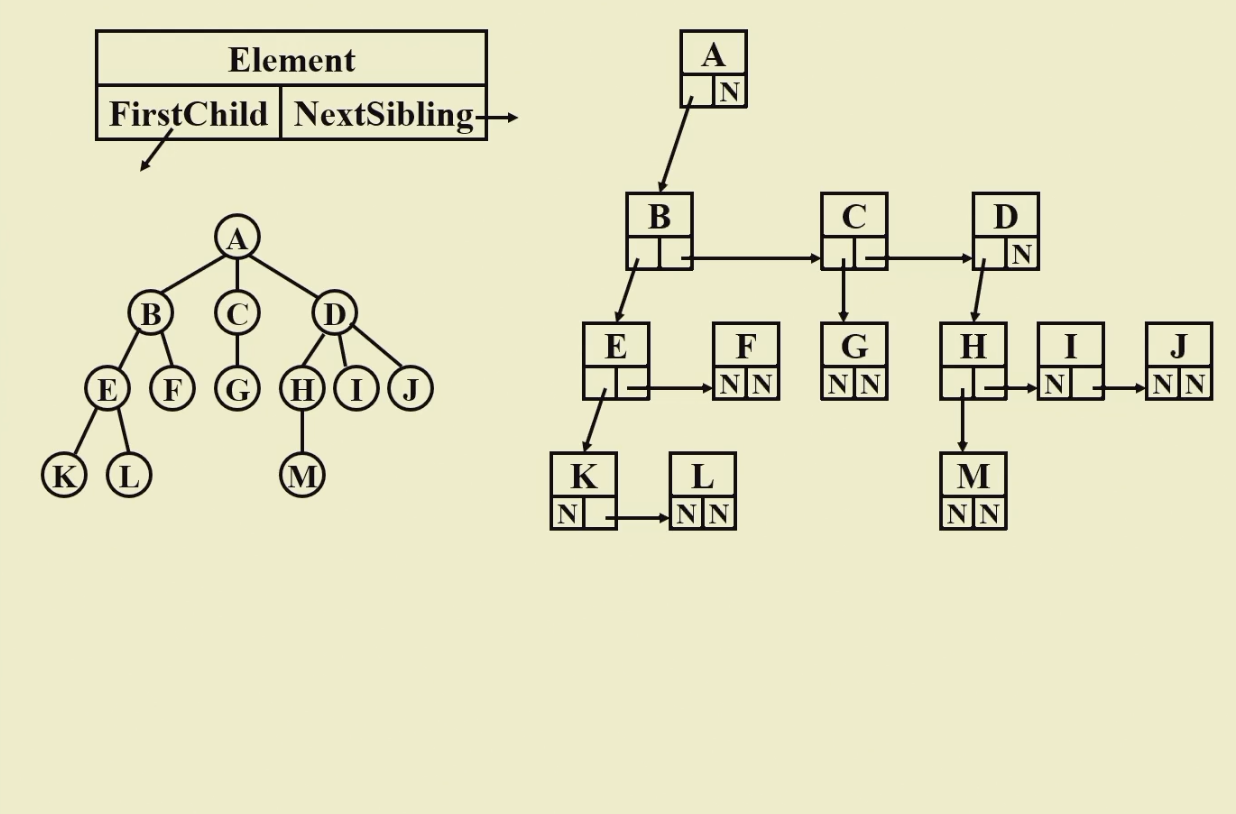 Element
FirstChild NextSibling
A
B C D
E F G H I J
K L M
A
N
B C D
N
E F G H I J
N N N N N N N
K L M
N N N N N